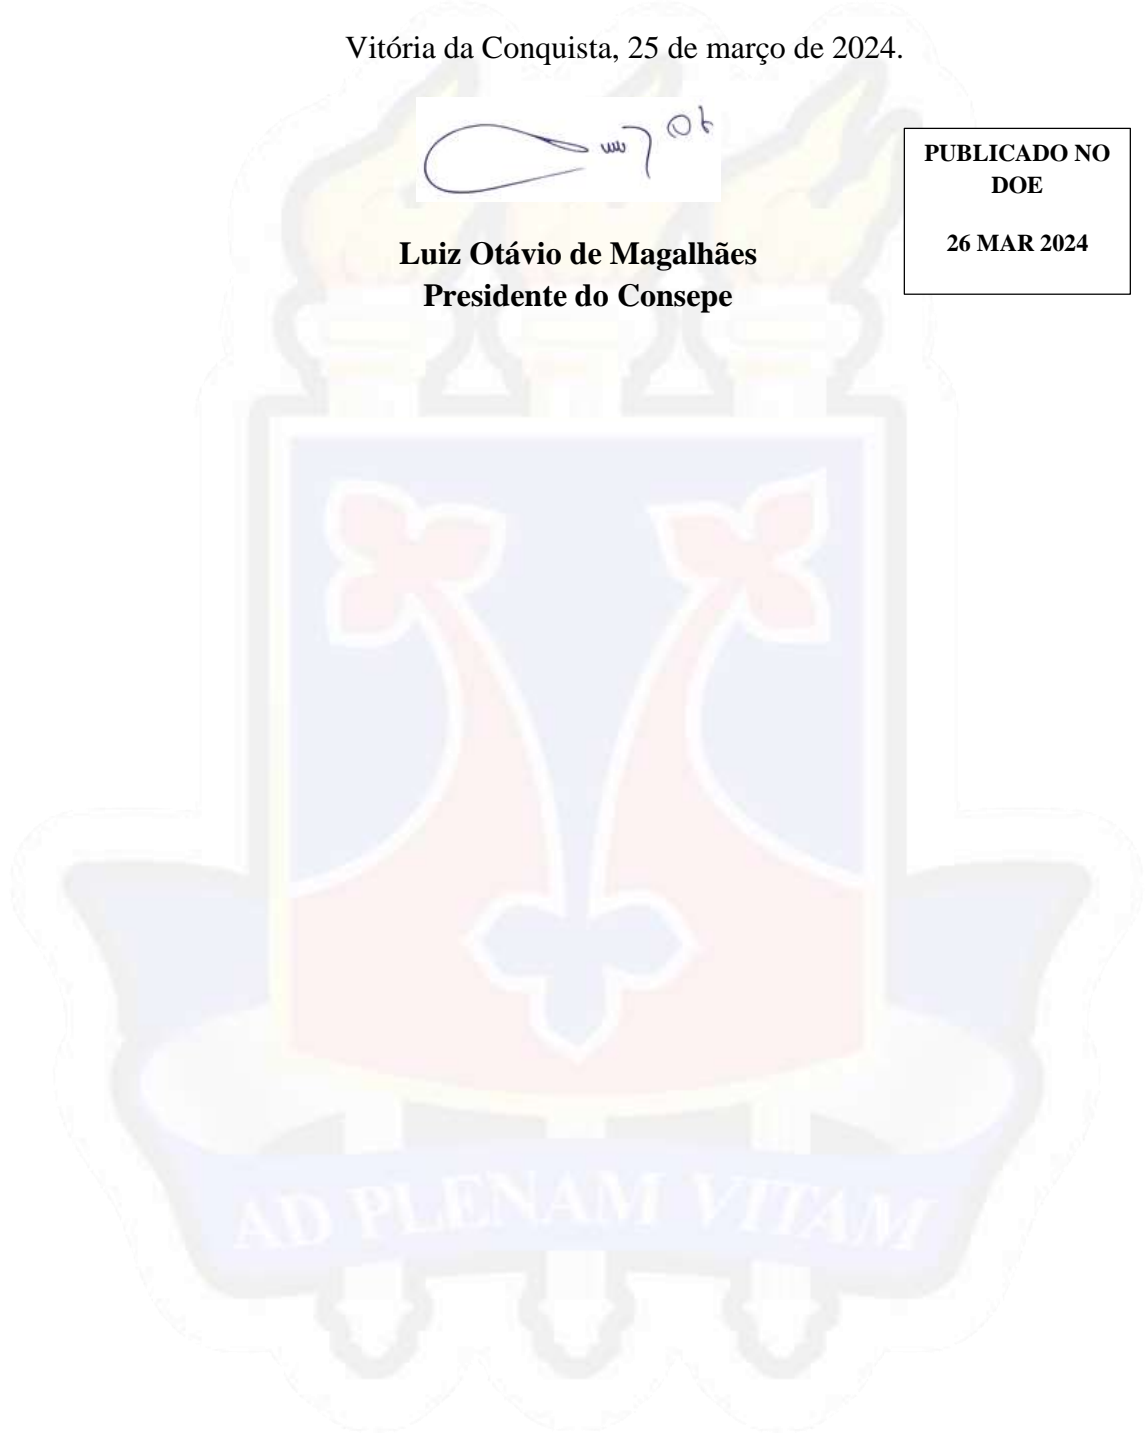 Vitória da Conquista, 25 de março de 2024.
PUBLICADO NO
DOE
26 MAR 2024
Luiz Otávio de Magalhães
Presidente do Consepe
AD PLENAM VITAM